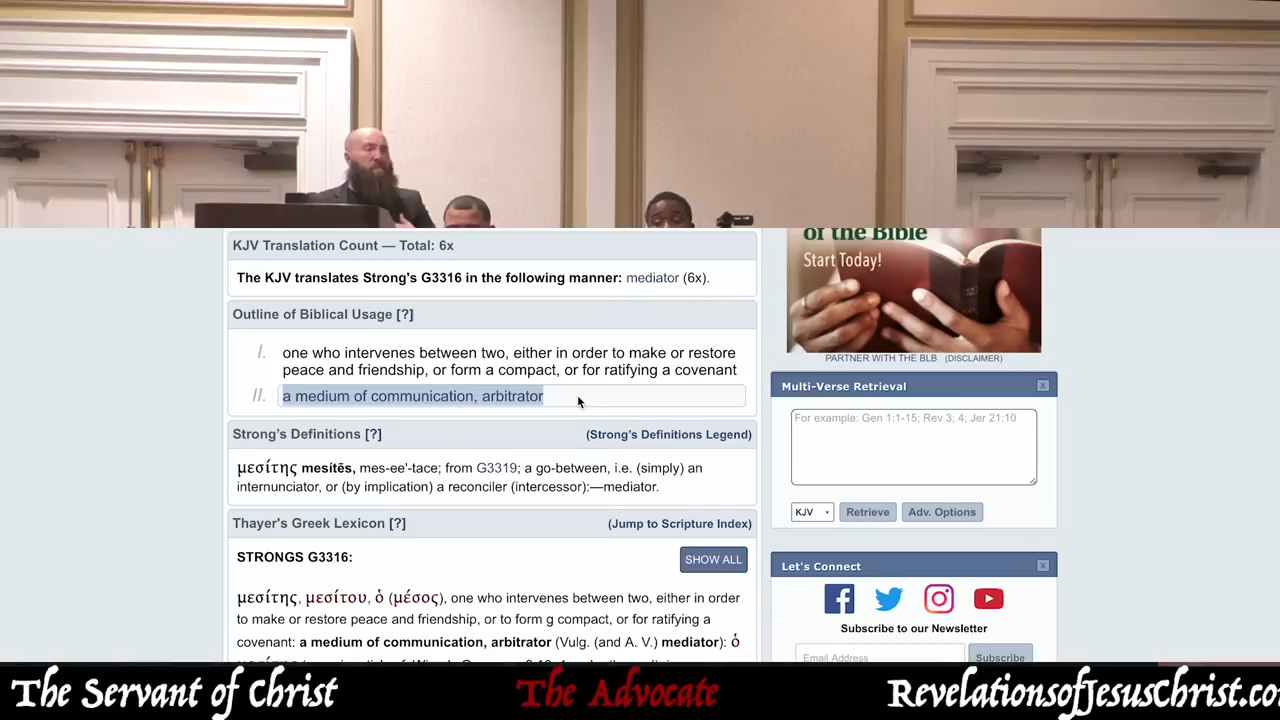 KJV Translation Count — Total: 6x
The KJV translates Strong's G3316 in the following manner: mediator (6x).
Outline of Biblical Usage [?]
I. one who intervenes between two, either in order to make or restore
peace and friendship, or form a compact, or for ratifying a covenant
II. a medium of communication, arbitrator
Strong's Definitions [?] (Strong's Definitions Legend)
μεσίτης mesítēs, mes-ee'-tace; from G3319; a go-between, i.e. (simply) an
internunciator, or (by implication) a reconciler (intercessor):—mediator.
Thayer's Greek Lexicon [?] (Jump to Scripture Index)
STRONGS G3316: SHOW ALL
μεσίτης, μεσίτου, ὁ (μέσος), one who intervenes between two, either in order
to make or restore peace and friendship, or to form g compact, or for ratifying a
covenant: a medium of communication, arbitrator (Vulg. (and A. V.) mediator): ὁ
of the Bible
Start Today!
PARTNER WITH THE BLB (DISCLAIMER)
Multi-Verse Retrieval X
For example: Gen 1:1-15; Rev 3; 4; Jer 21:10
KJV Retrieve Adv. Options
Let's Connect X
Subscribe to our Newsletter
Email Address Subscribe
The Servant of Christ The Advocate RevelationsofJesusChrist.co